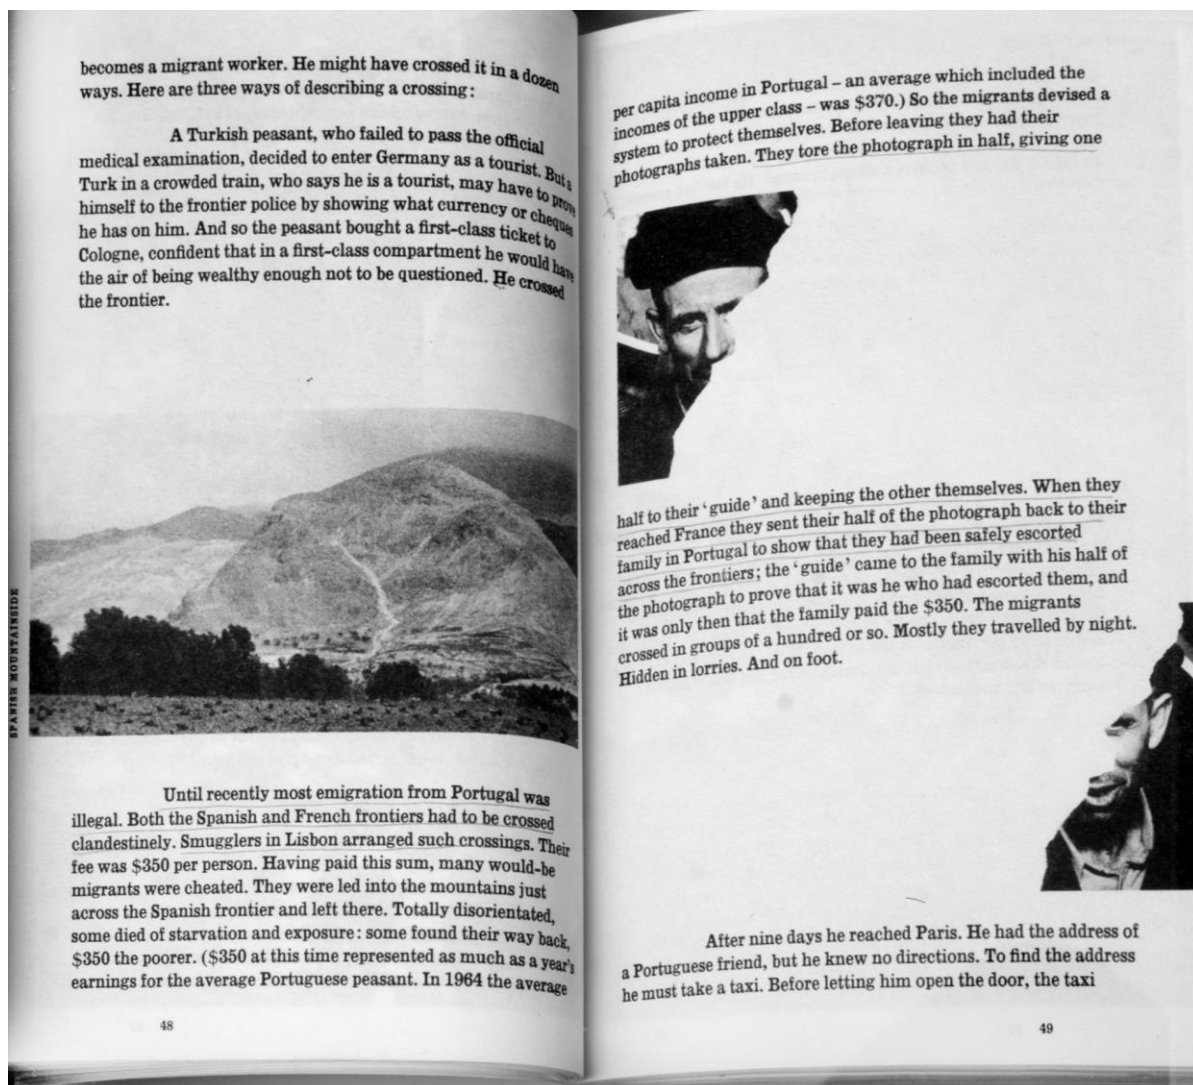 becomes a migrant worker. He might have crossed it in a dozen
ways. Here are three ways of describing a crossing:
A Turkish peasant, who failed to pass the official
medical examination, decided to enter Germany as a tourist. But a
Turk in a crowded train, who says he is a tourist, may have to prove
himself to the frontier police by showing what currency or cheques
he has on him. And so the peasant bought a first-class ticket to
Cologne, confident that in a first-class compartment he would have
the air of being wealthy enough not to be questioned. He crossed
the frontier.
SPANISH MOUNTAINSIDE
Until recently most emigration from Portugal was
illegal. Both the Spanish and French frontiers had to be crossed
clandestinely. Smugglers in Lisbon arranged such crossings. Their
fee was $350 per person. Having paid this sum, many would-be
migrants were cheated. They were led into the mountains just
across the Spanish frontier and left there. Totally disorientated,
some died of starvation and exposure: some found their way back,
$350 the poorer. ($350 at this time represented as much as a year's
earnings for the average Portuguese peasant. In 1964 the average
48
per capita income in Portugal – an average which included the
incomes of the upper class – was $370.) So the migrants devised a
system to protect themselves. Before leaving they had their
photographs taken. They tore the photograph in half, giving one
half to their 'guide' and keeping the other themselves. When they
reached France they sent their half of the photograph back to their
family in Portugal to show that they had been safely escorted
across the frontiers; the 'guide' came to the family with his half of
the photograph to prove that it was he who had escorted them, and
it was only then that the family paid the $350. The migrants
crossed in groups of a hundred or so. Mostly they travelled by night.
Hidden in lorries. And on foot.
After nine days he reached Paris. He had the address of
a Portuguese friend, but he knew no directions. To find the address
he must take a taxi. Before letting him open the door, the taxi
49